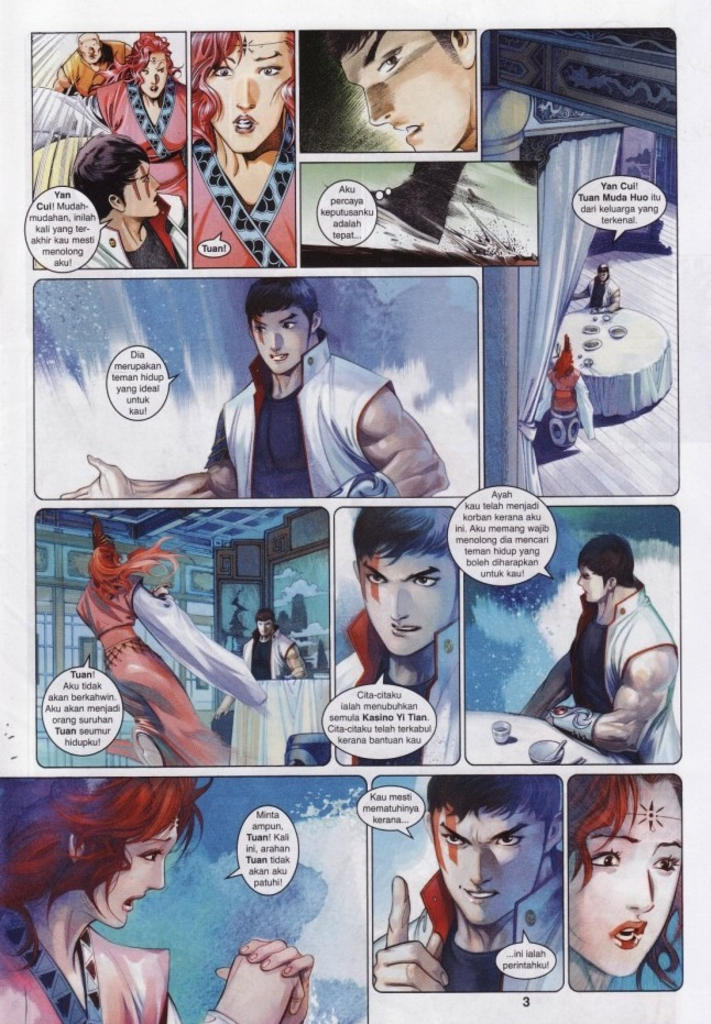 Yan
Cui! Mudah-
mudahan, inilah
kali yang ter-
akhir kau mesti
menolong
aku!
Tuan!
Aku
percaya
keputusanku
adalah
tepat...
Yan Cui!
Tuan Muda Huo itu
dari keluarga yang
terkenal.
Dia
merupakan
teman hidup
yang ideal
untuk
kau!
Tuan!
Aku tidak
akan berkahwin.
Aku akan menjadi
orang suruhan
Tuan seumur
hidupku!
Cita-citaku
ialah menubuhkan
semula Kasino Yi Tian.
Cita-citaku terkabul
kerana bantuan kau
Ayah
kau telah menjadi
korban kerana aku
ini. Aku memang wajib
menolong dia mencari
teman hidup yang
boleh diharapkan
untuk kau!
Minta
ampun,
Tuan! Kali
ini, arahan
Tuan tidak
akan aku
patuhi!
Kau mesti
mematuhinya
kerana...
...ini ialah
perintahku!
3